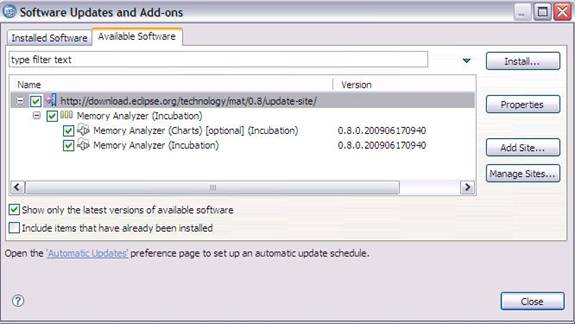 Software Updates and Add-ons
Installed Software Available Software
type filter text
Install...
Name Version
http://download.eclipse.org/technology/mat/0.8/update-site/
Memory Analyzer (Incubation)
Properties
Memory Analyzer (Charts) [optional] (Incubation) 0.8.0.200906170940
Memory Analyzer (Incubation) 0.8.0.200906170940
Add Site...
Manage Sites...
Show only the latest versions of available software
Include items that have already been installed
Open the 'Automatic Updates' preference page to set up an automatic update schedule.
? Close